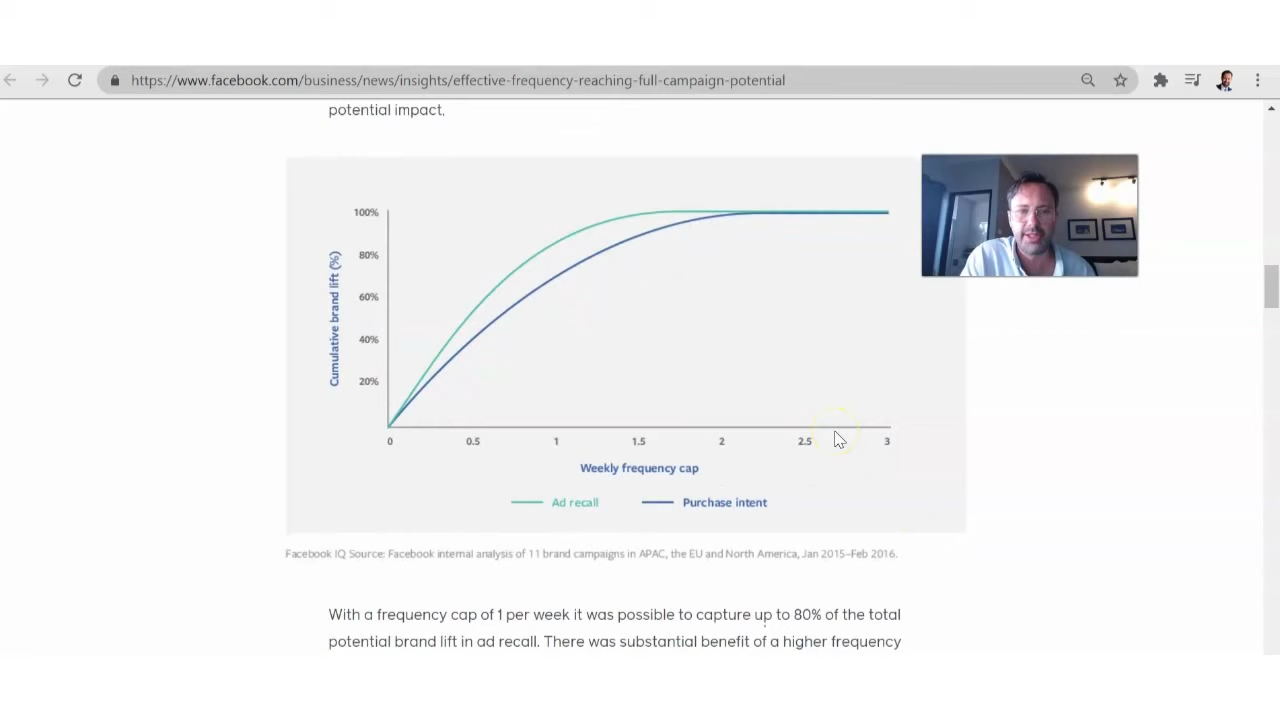 https://www.facebook.com/business/news/insights/effective-frequency-reaching-full-campaign-potential
potential impact.
100%
80%
60%
40%
20%
Cumulative brand lift (%)
0 0.5 1 1.5 2 2.5 3
Weekly frequency cap
Ad recall Purchase intent
Facebook IQ Source: Facebook internal analysis of 11 brand campaigns in APAC, the EU and North America, Jan 2015–Feb 2016.
With a frequency cap of 1 per week it was possible to capture up to 80% of the total
potential brand lift in ad recall. There was substantial benefit of a higher frequency